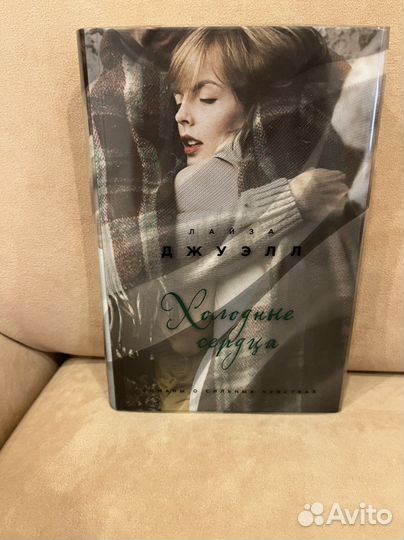 ЛАЙЗА
ДЖУЭЛЛ
Холодные
сердца
РОМАНЫ О СИЛЬНЫХ ЧУВСТВАХ
Avito